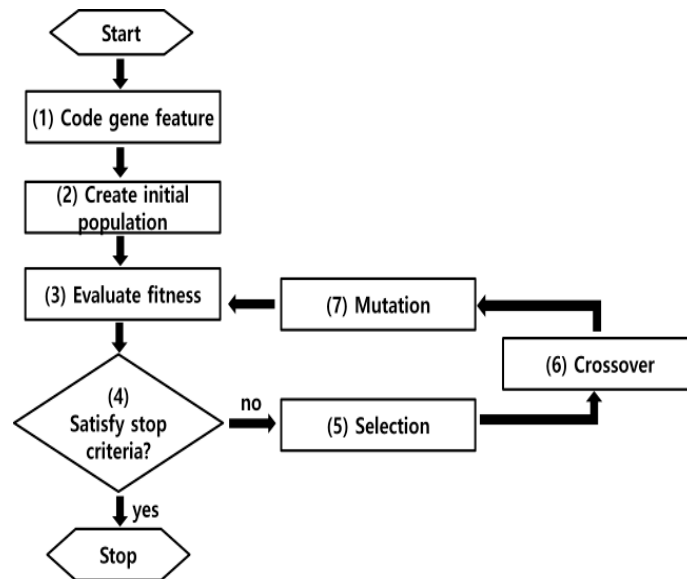 Start
(1) Code gene feature
(2) Create initial
population
(3) Evaluate fitness
(7) Mutation
(6) Crossover
(4)
Satisfy stop
criteria?
no
(5) Selection
yes
Stop